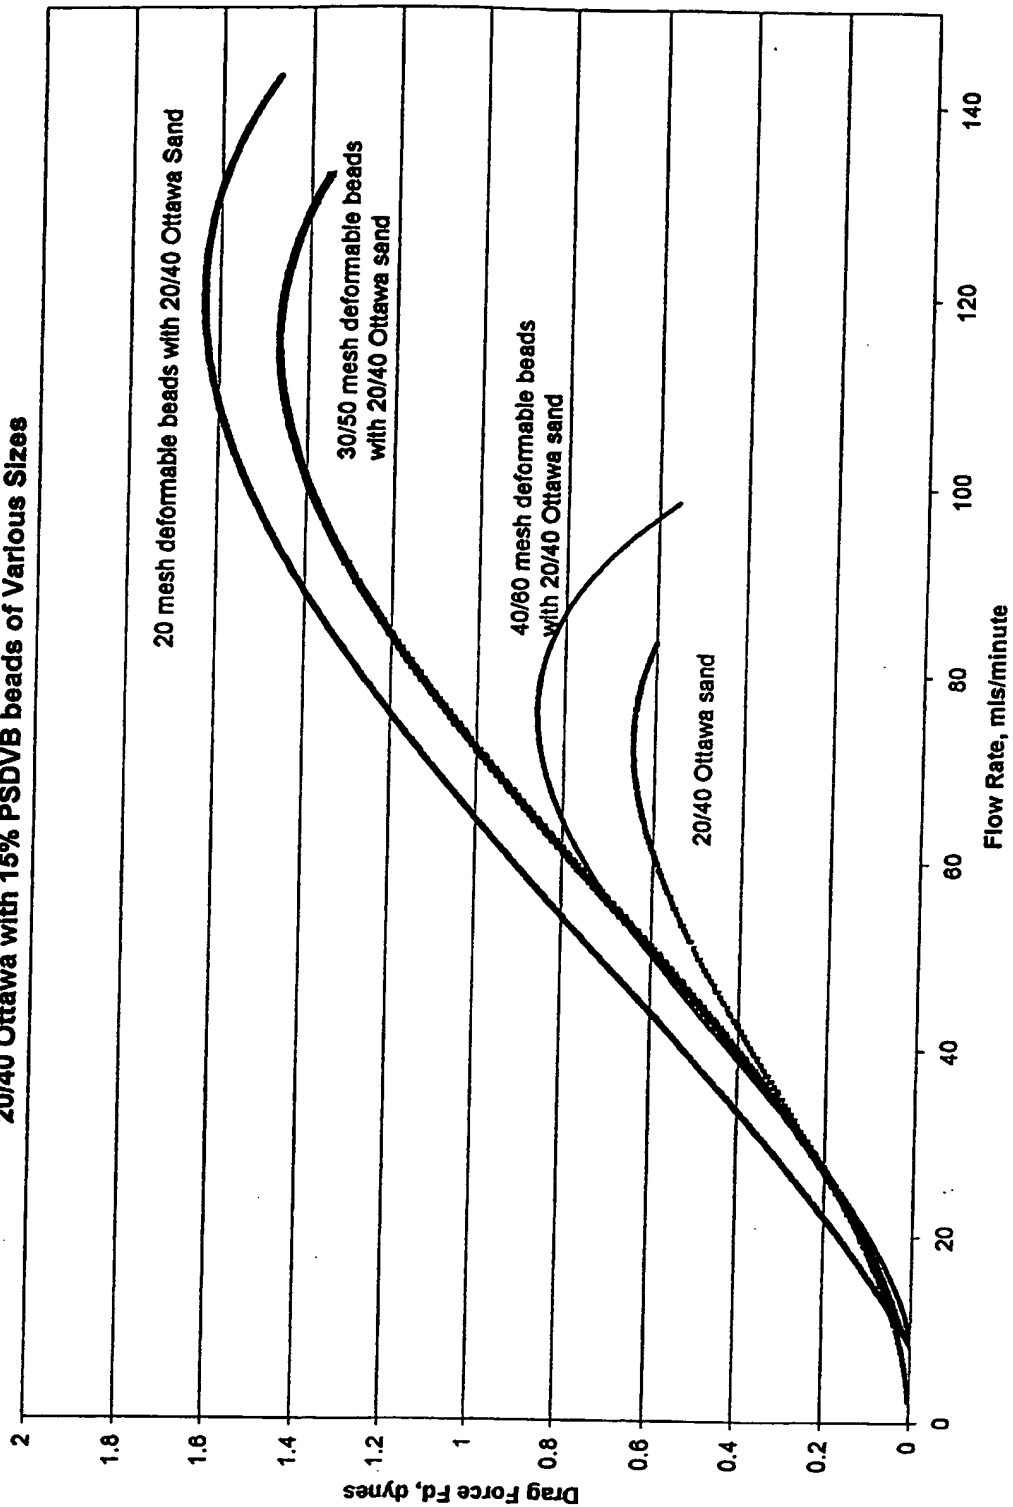 20/40 Ottawa with 15% PSDVB beads of Various Sizes
2
1.8
1.6
1.4
1.2
1
0.8
0.6
0.4
0.2
0
Drag Force Fd, dynes
20 mesh deformable beads with 20/40 Ottawa Sand
30/50 mesh deformable beads
with 20/40 Ottawa sand
40/60 mesh deformable beads
with 20/40 Ottawa sand
20/40 Ottawa sand
0
20
40
60
80
100
120
140
Flow Rate, mls/minute